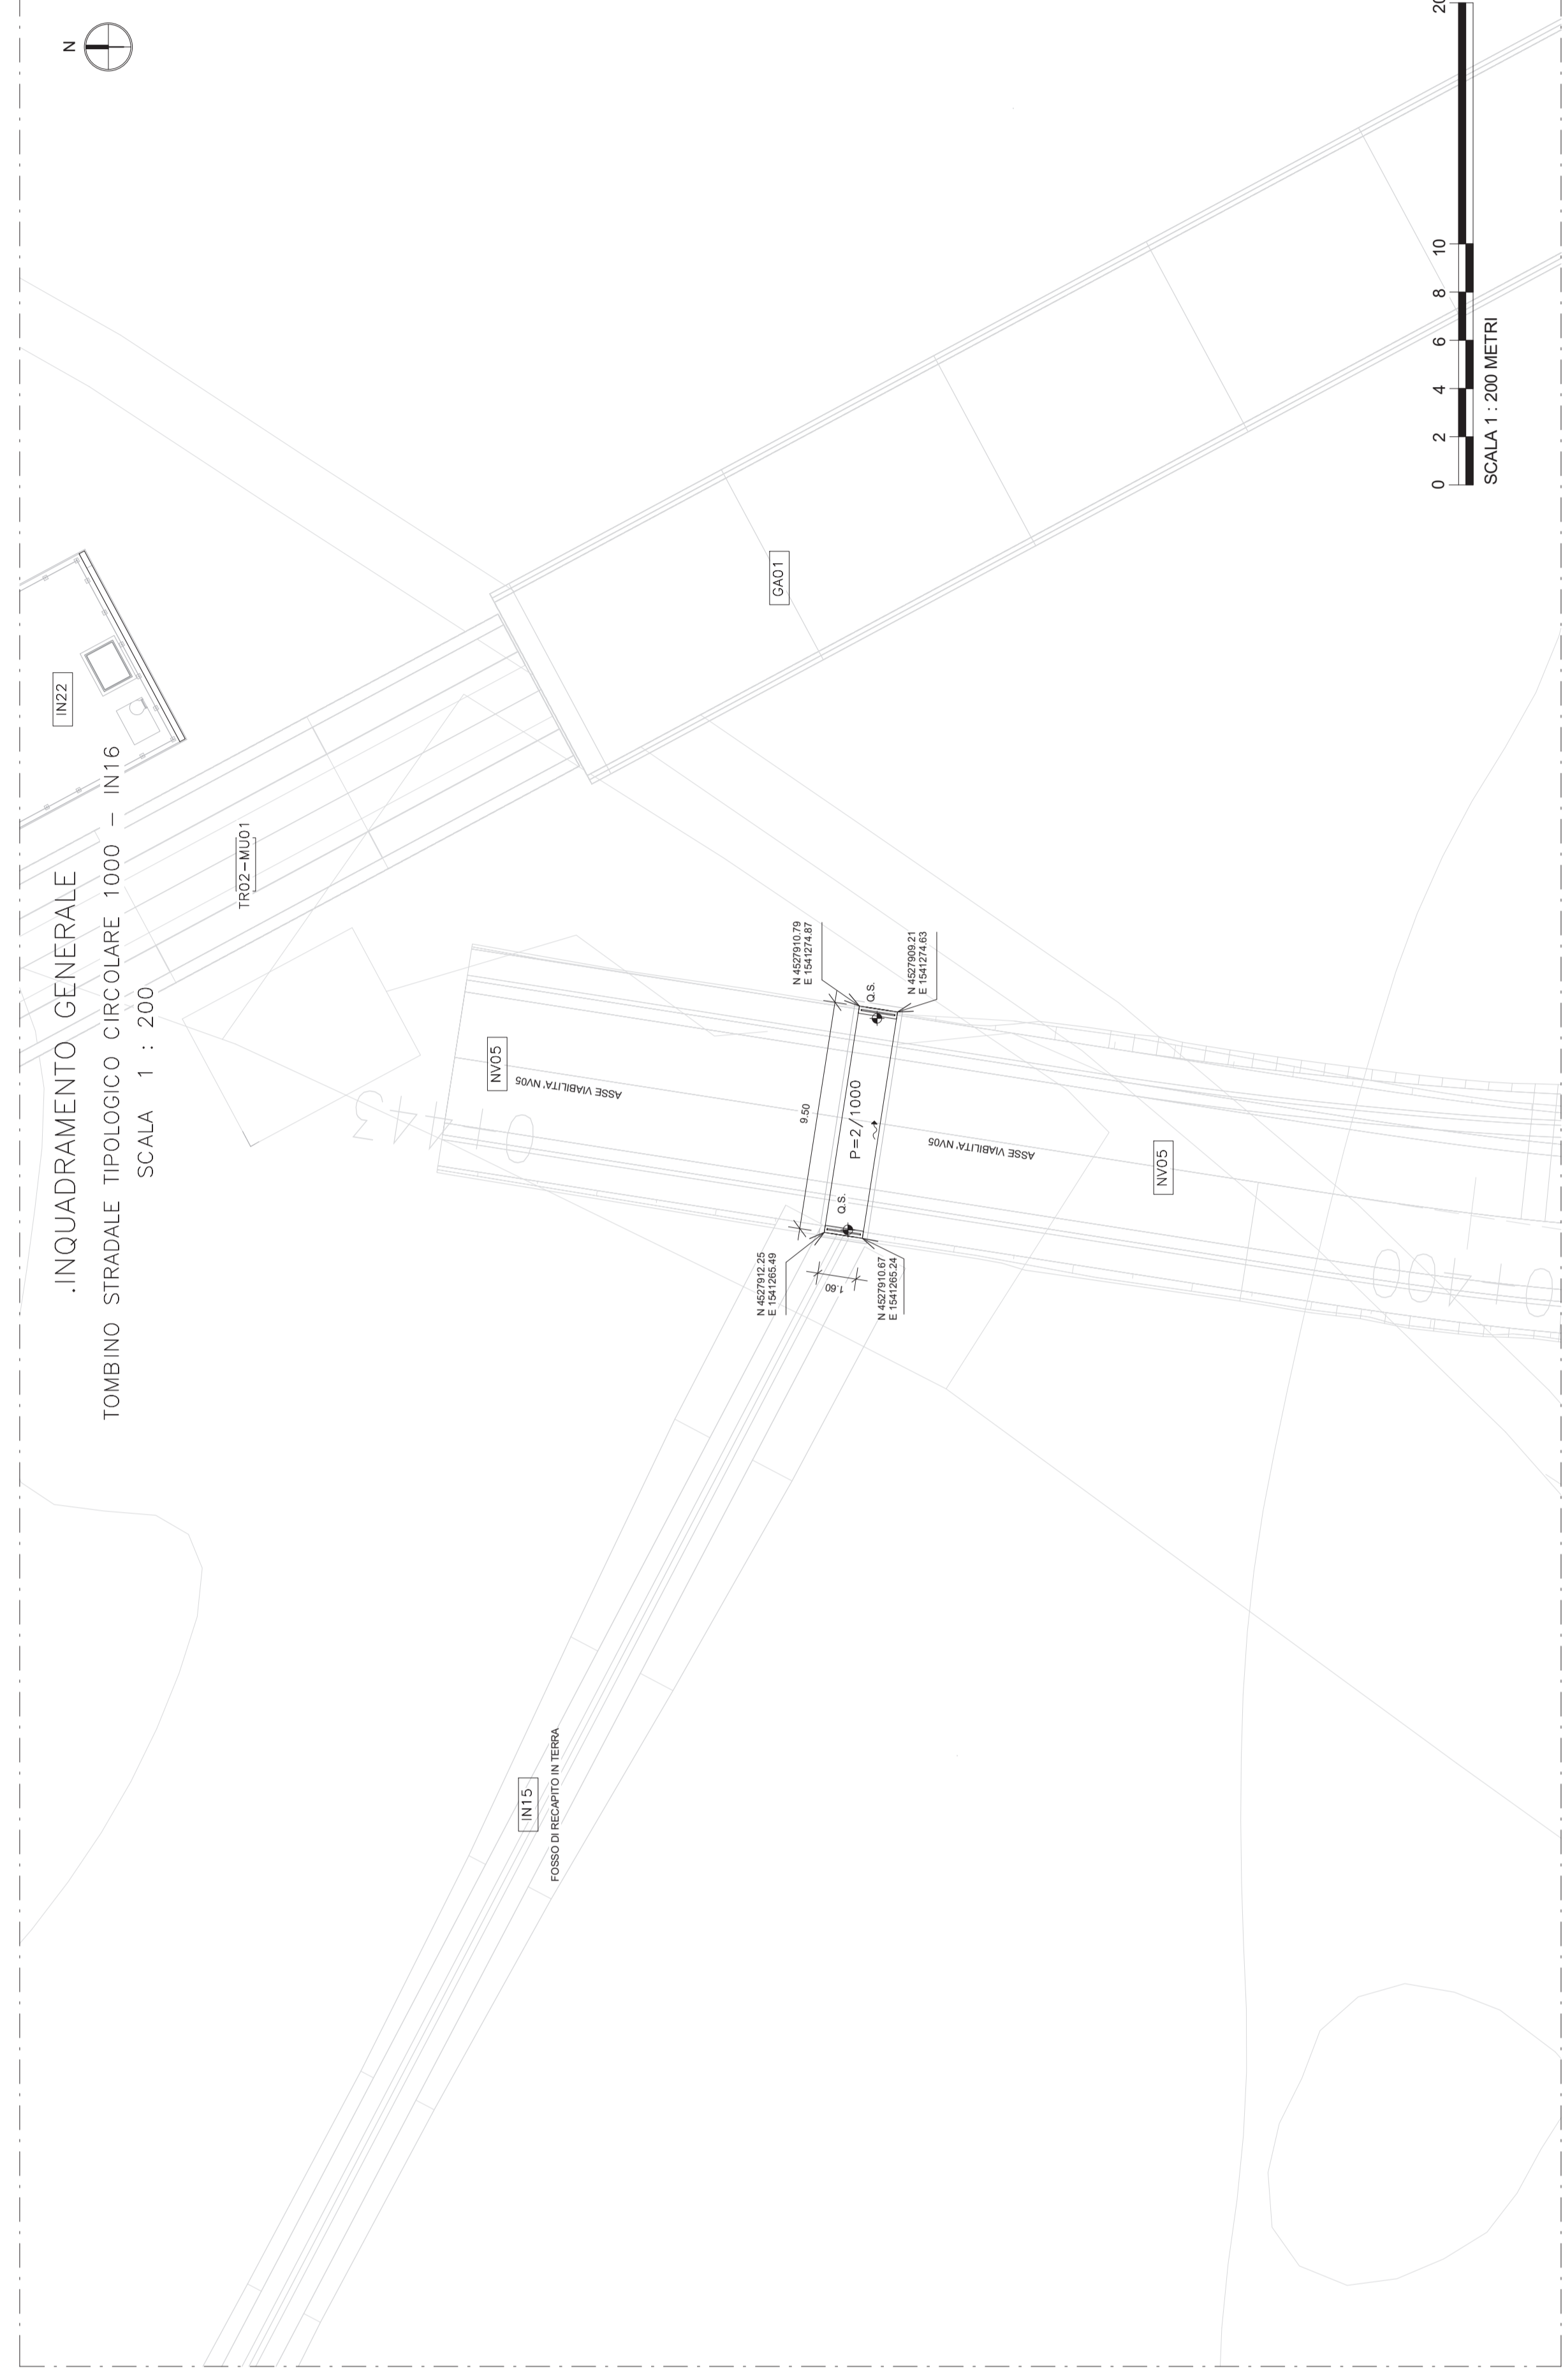 .INQUADRAMENTO GENERALE
TOMBINO STRADALE TIPOLOGICO CIRCOLARE 1000 – IN16
SCALA 1 : 200
N
IN22
TR02-MU01
GA01
NV05
ASSE VIABILITA' NV05
N 4527910.79
E 1541274.87
N 4527909.21
E 1541274.63
Q.S.
9.50
P=2/1000
Q.S.
N 4527912.25
E 1541265.49
N 4527910.67
E 1541265.24
1.60
ASSE VIABILITA' NV05
NV05
IN15
FOSSO DI RECAPITO IN TERRA
0 2 4 6 8 10 20
SCALA 1 : 200 METRI